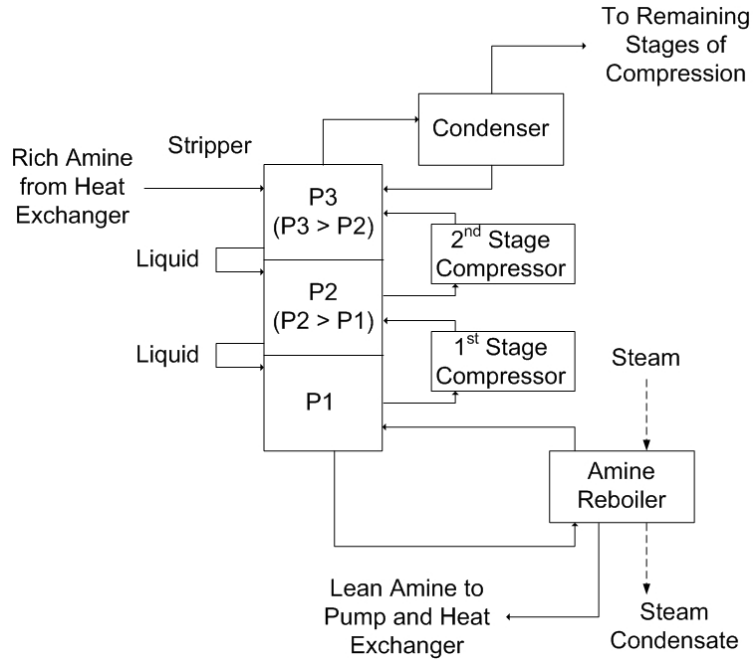 To Remaining
Stages of
Compression
Condenser
Stripper
Rich Amine
from Heat
Exchanger
P3
(P3 > P2)
2nd Stage
Compressor
Liquid
P2
(P2 > P1)
Liquid
1st Stage
Compressor
Steam
P1
Amine
Reboiler
Lean Amine to
Pump and Heat
Exchanger
Steam
Condensate